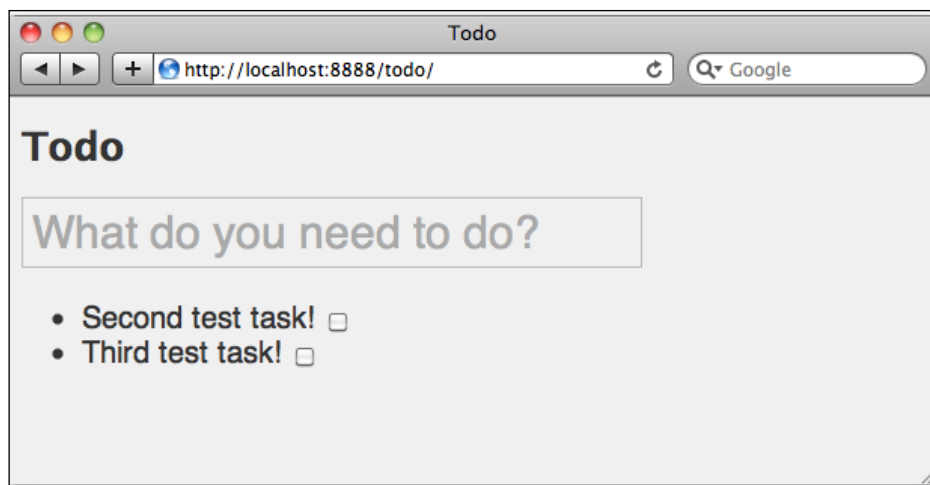 Todo
http://localhost:8888/todo/
Google
Todo
What do you need to do?
Second test task!
Third test task!